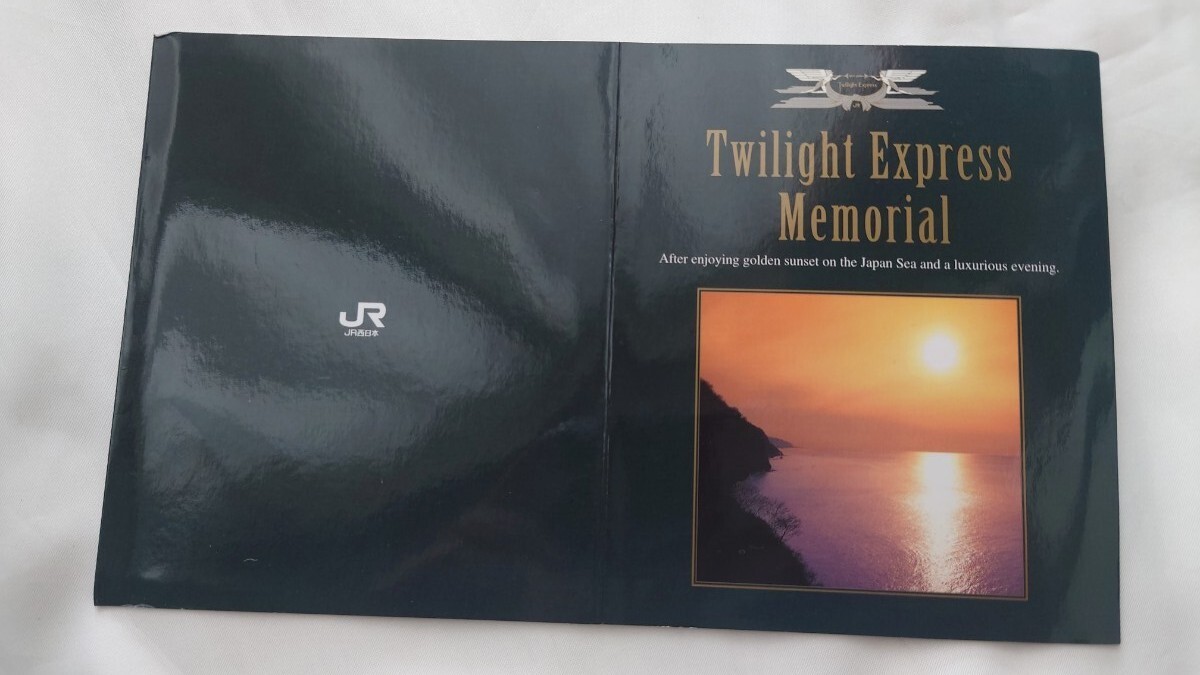 JR
JR西日本
Twilight Express
JR
Twilight Express
Memorial
After enjoying golden sunset on the Japan Sea and a luxurious evening.